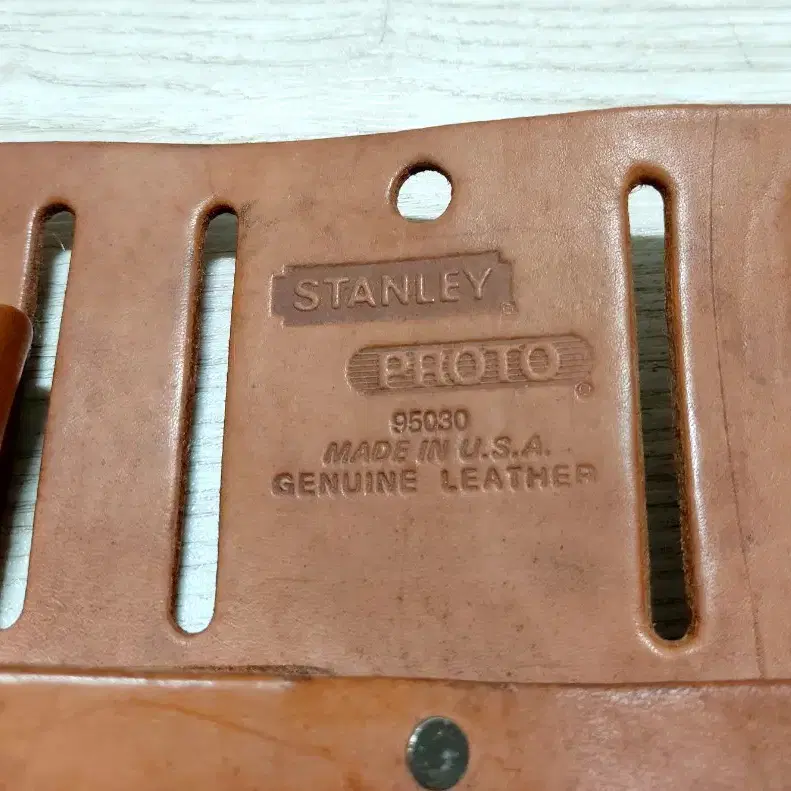 STANLEY®
PROTO®
95030
MADE IN U.S.A.
GENUINE LEATHER